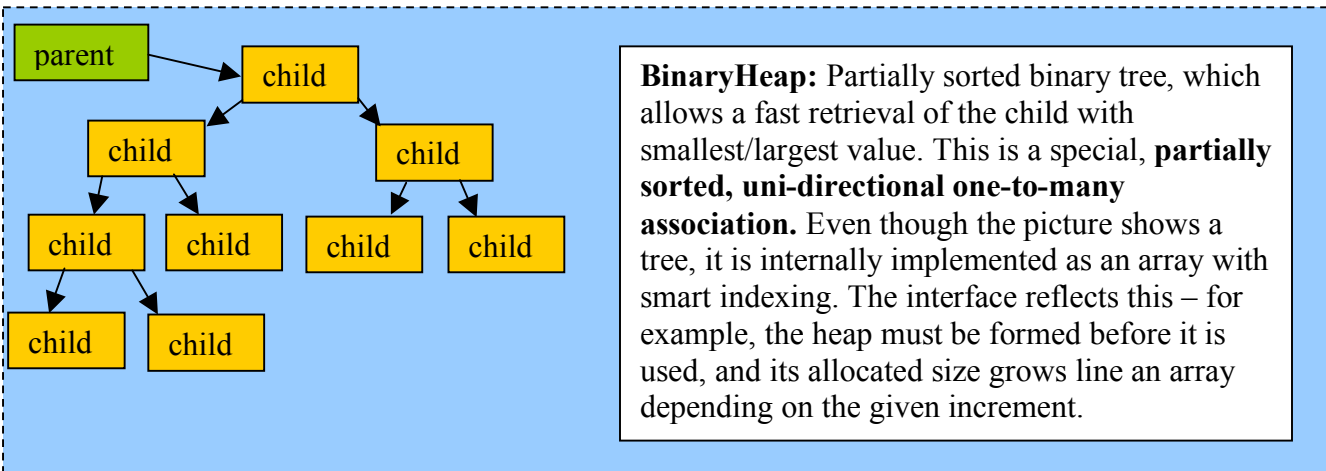 parent
child
child
child
child
child
child
child
child
child
BinaryHeap: Partially sorted binary tree, which
allows a fast retrieval of the child with
smallest/largest value. This is a special, partially
sorted, uni-directional one-to-many
association. Even though the picture shows a
tree, it is internally implemented as an array with
smart indexing. The interface reflects this – for
example, the heap must be formed before it is
used, and its allocated size grows line an array
depending on the given increment.